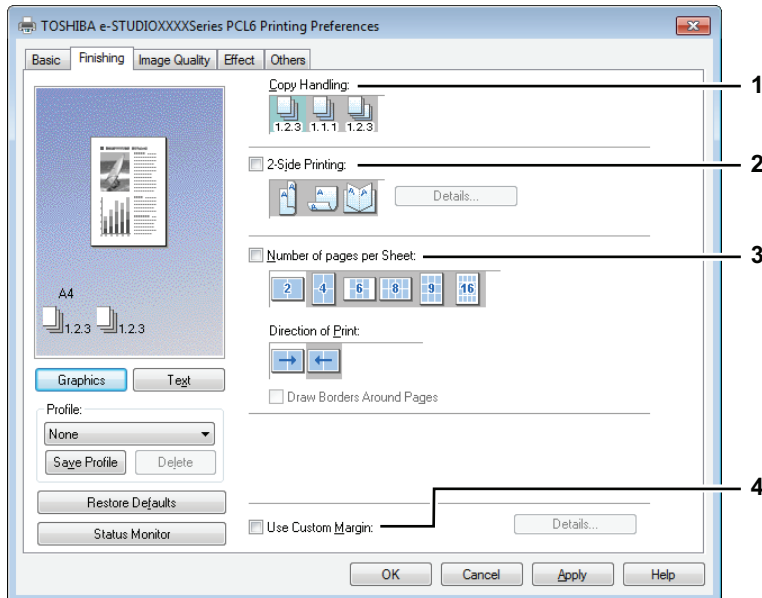 TOSHIBA e-STUDIOXXXXSeries PCL6 Printing Preferences
Basic Finishing Image Quality Effect Others
Copy Handling:
1
1.2.3 1.1.1 1.2.3
2-Side Printing:
2
A A A A
Details...
Number of pages per Sheet:
3
2 4 6 8 9 16
A4
1.2.3 1.2.3
Direction of Print:
Graphics Text
Draw Borders Around Pages
Profile:
None
Save Profile Delete
Restore Defaults
Use Custom Margin:
4
Details...
Status Monitor
OK Cancel Apply Help